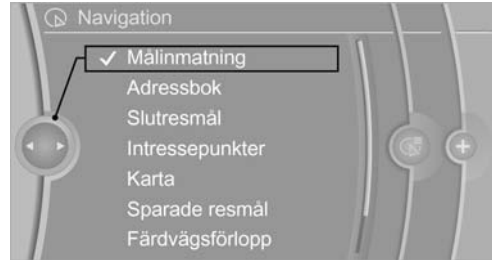 Navigation
Målinmatning
Adressbok
Slutresmål
Intressepunkter
Karta
Sparade resmål
Färdvägsförlopp